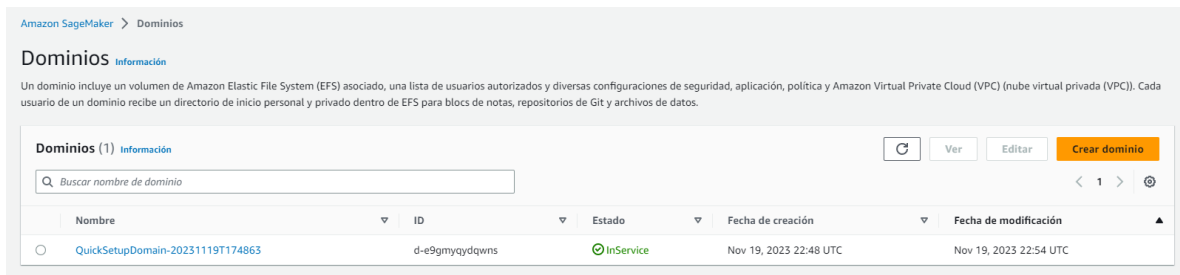 Amazon SageMaker > Dominios
Dominios Información
Un dominio incluye un volumen de Amazon Elastic File System (EFS) asociado, una lista de usuarios autorizados y diversas configuraciones de seguridad, aplicación, política y Amazon Virtual Private Cloud (VPC) (nube virtual privada (VPC)). Cada
usuario de un dominio recibe un directorio de inicio personal y privado dentro de EFS para blocs de notas, repositorios de Git y archivos de datos.
Dominios (1) Información Ver Editar Crear dominio
Buscar nombre de dominio < 1 >
Nombre ID Estado Fecha de creación Fecha de modificación
QuickSetupDomain-20231119T174863 d-e9gmyqydqwns InService Nov 19, 2023 22:48 UTC Nov 19, 2023 22:54 UTC